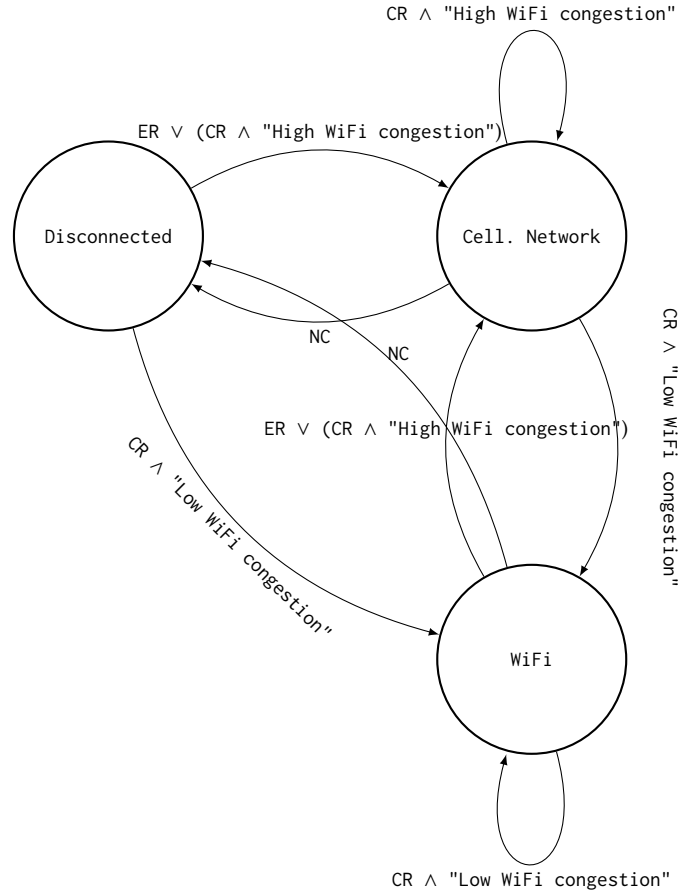 CR ∧ "High WiFi congestion"
ER ∨ (CR ∧ "High WiFi congestion")
Disconnected
Cell. Network
NC
NC
CR ∧ "Low WiFi congestion"
ER ∨ (CR ∧ "High WiFi congestion")
CR ∧ "Low WiFi congestion"
WiFi
CR ∧ "Low WiFi congestion"